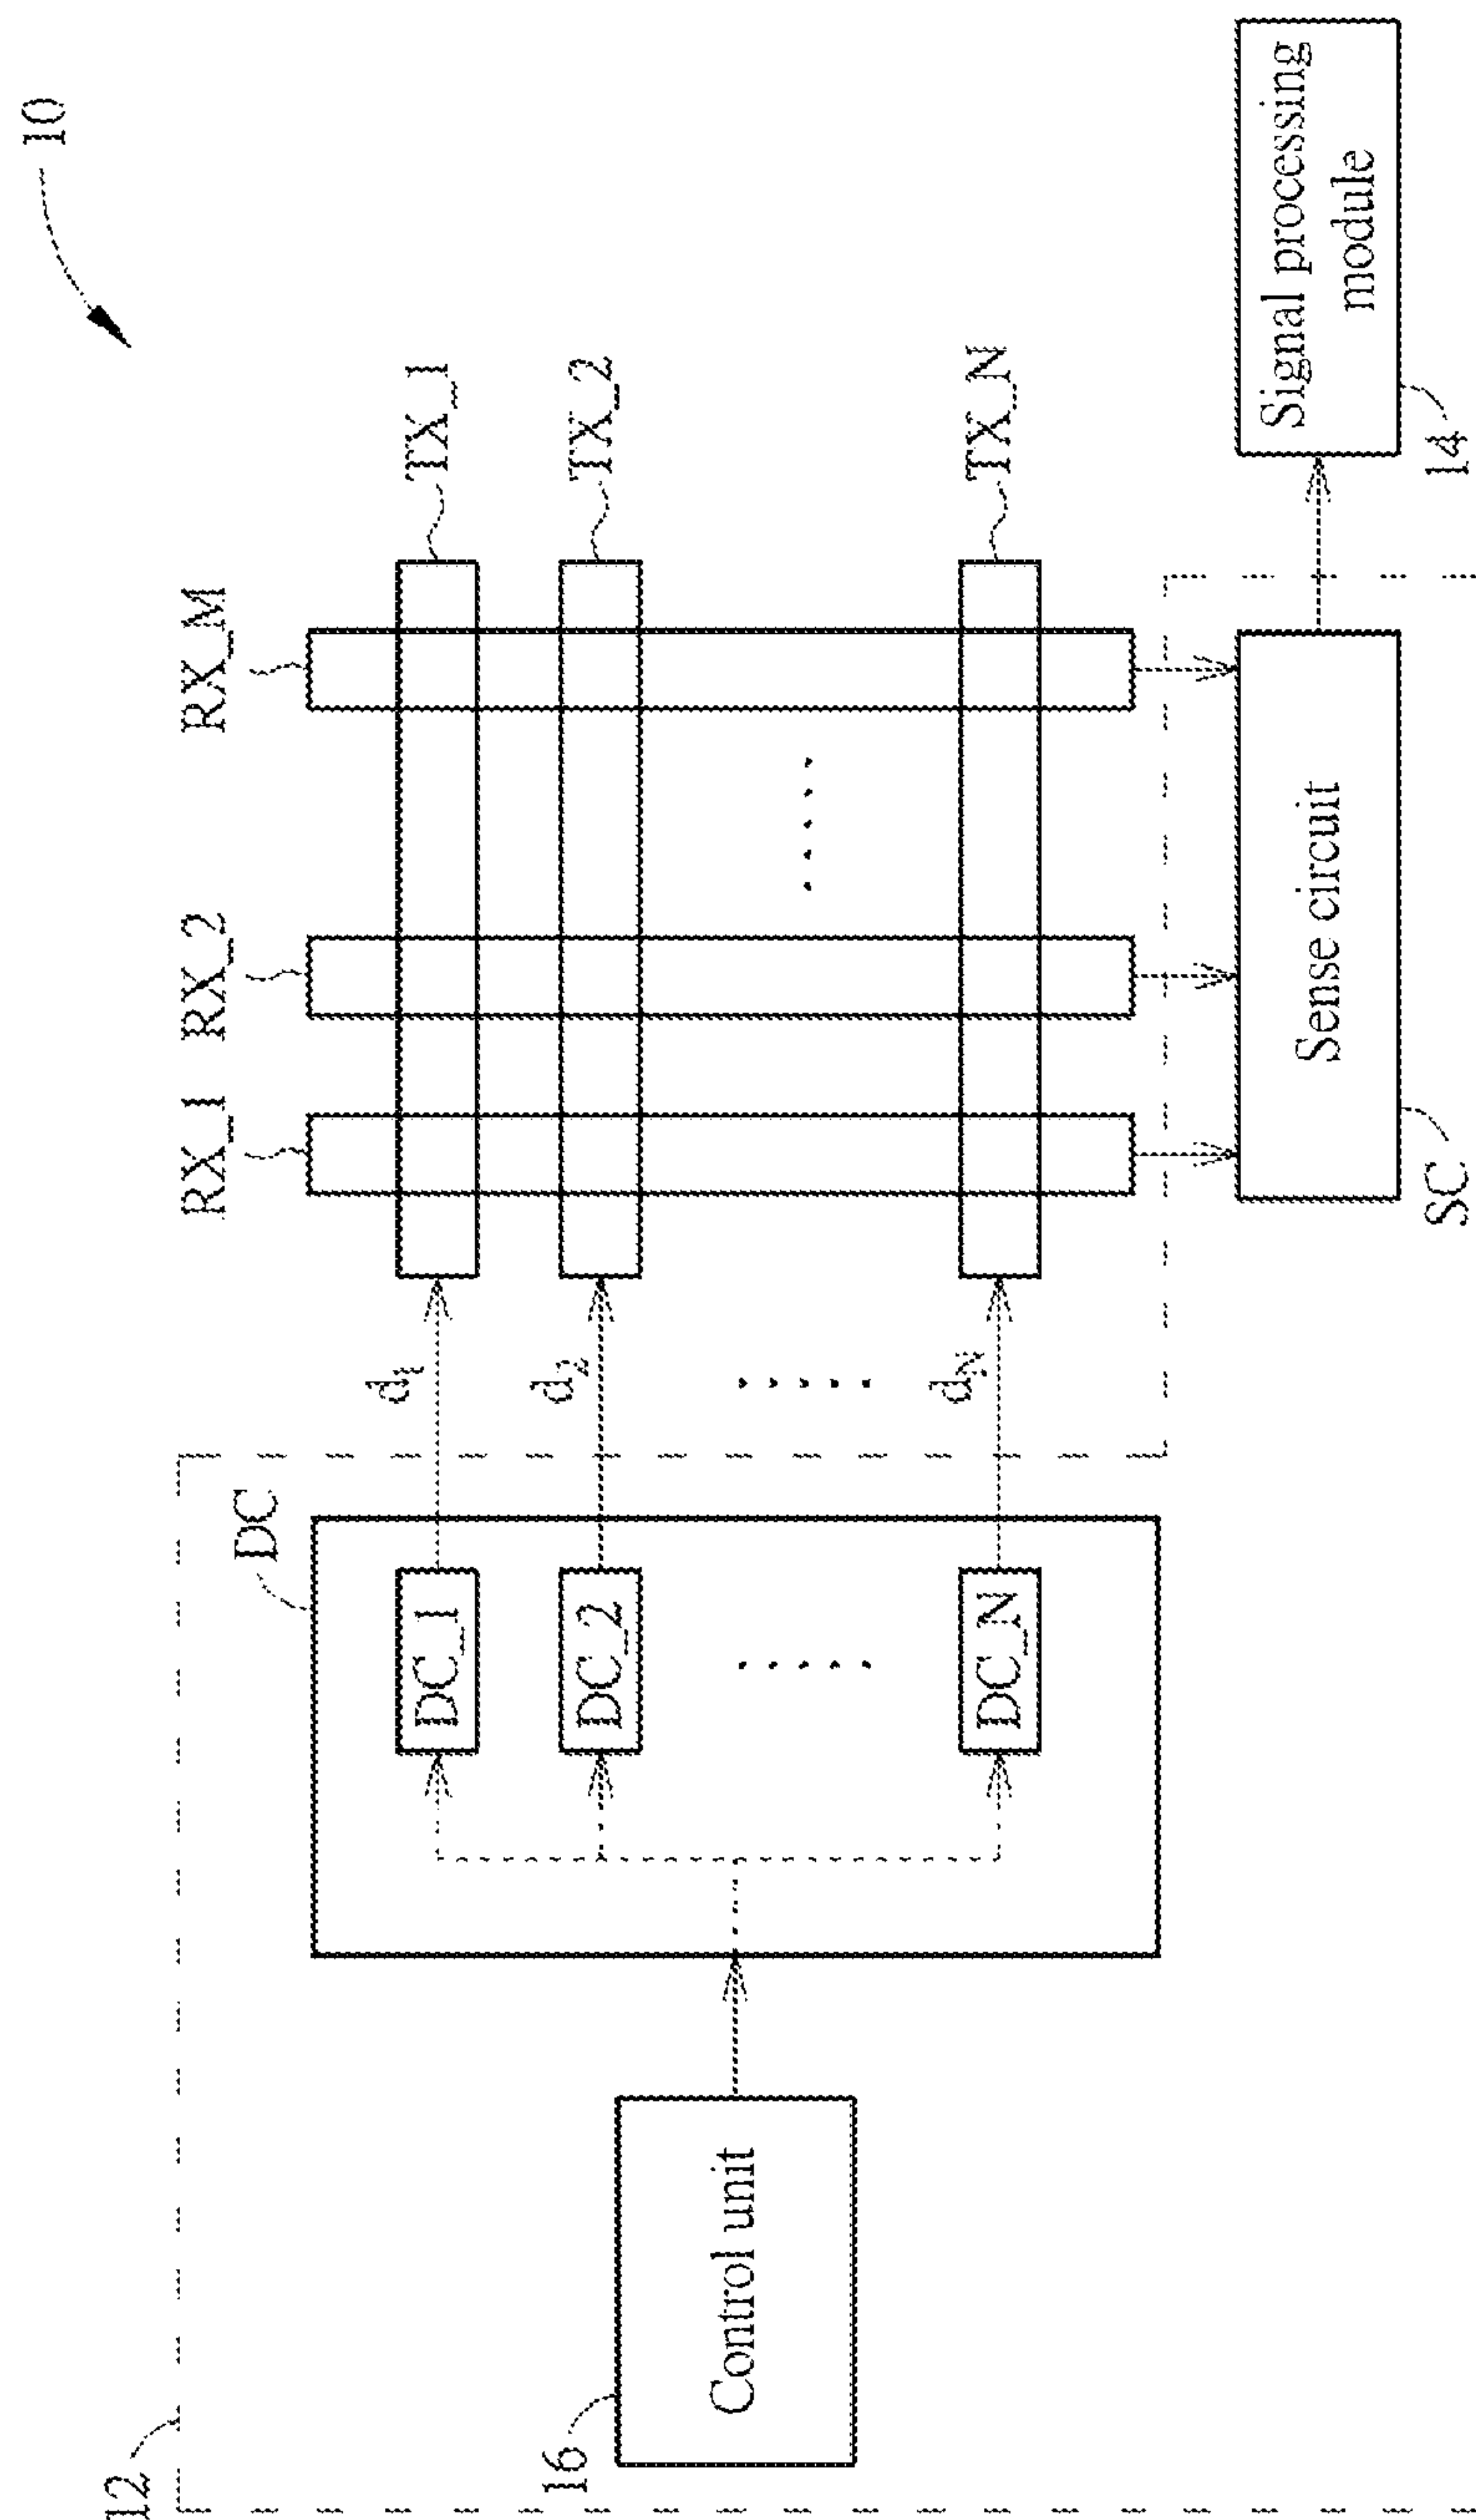 10
12
16
Control unit
DC
DC_1
DC_2
DC_N
d1
d2
dN
RX_1
RX_2
RX_M
TX_1
TX_2
TX_N
Sense circuit
SC
Signal processing
module
14